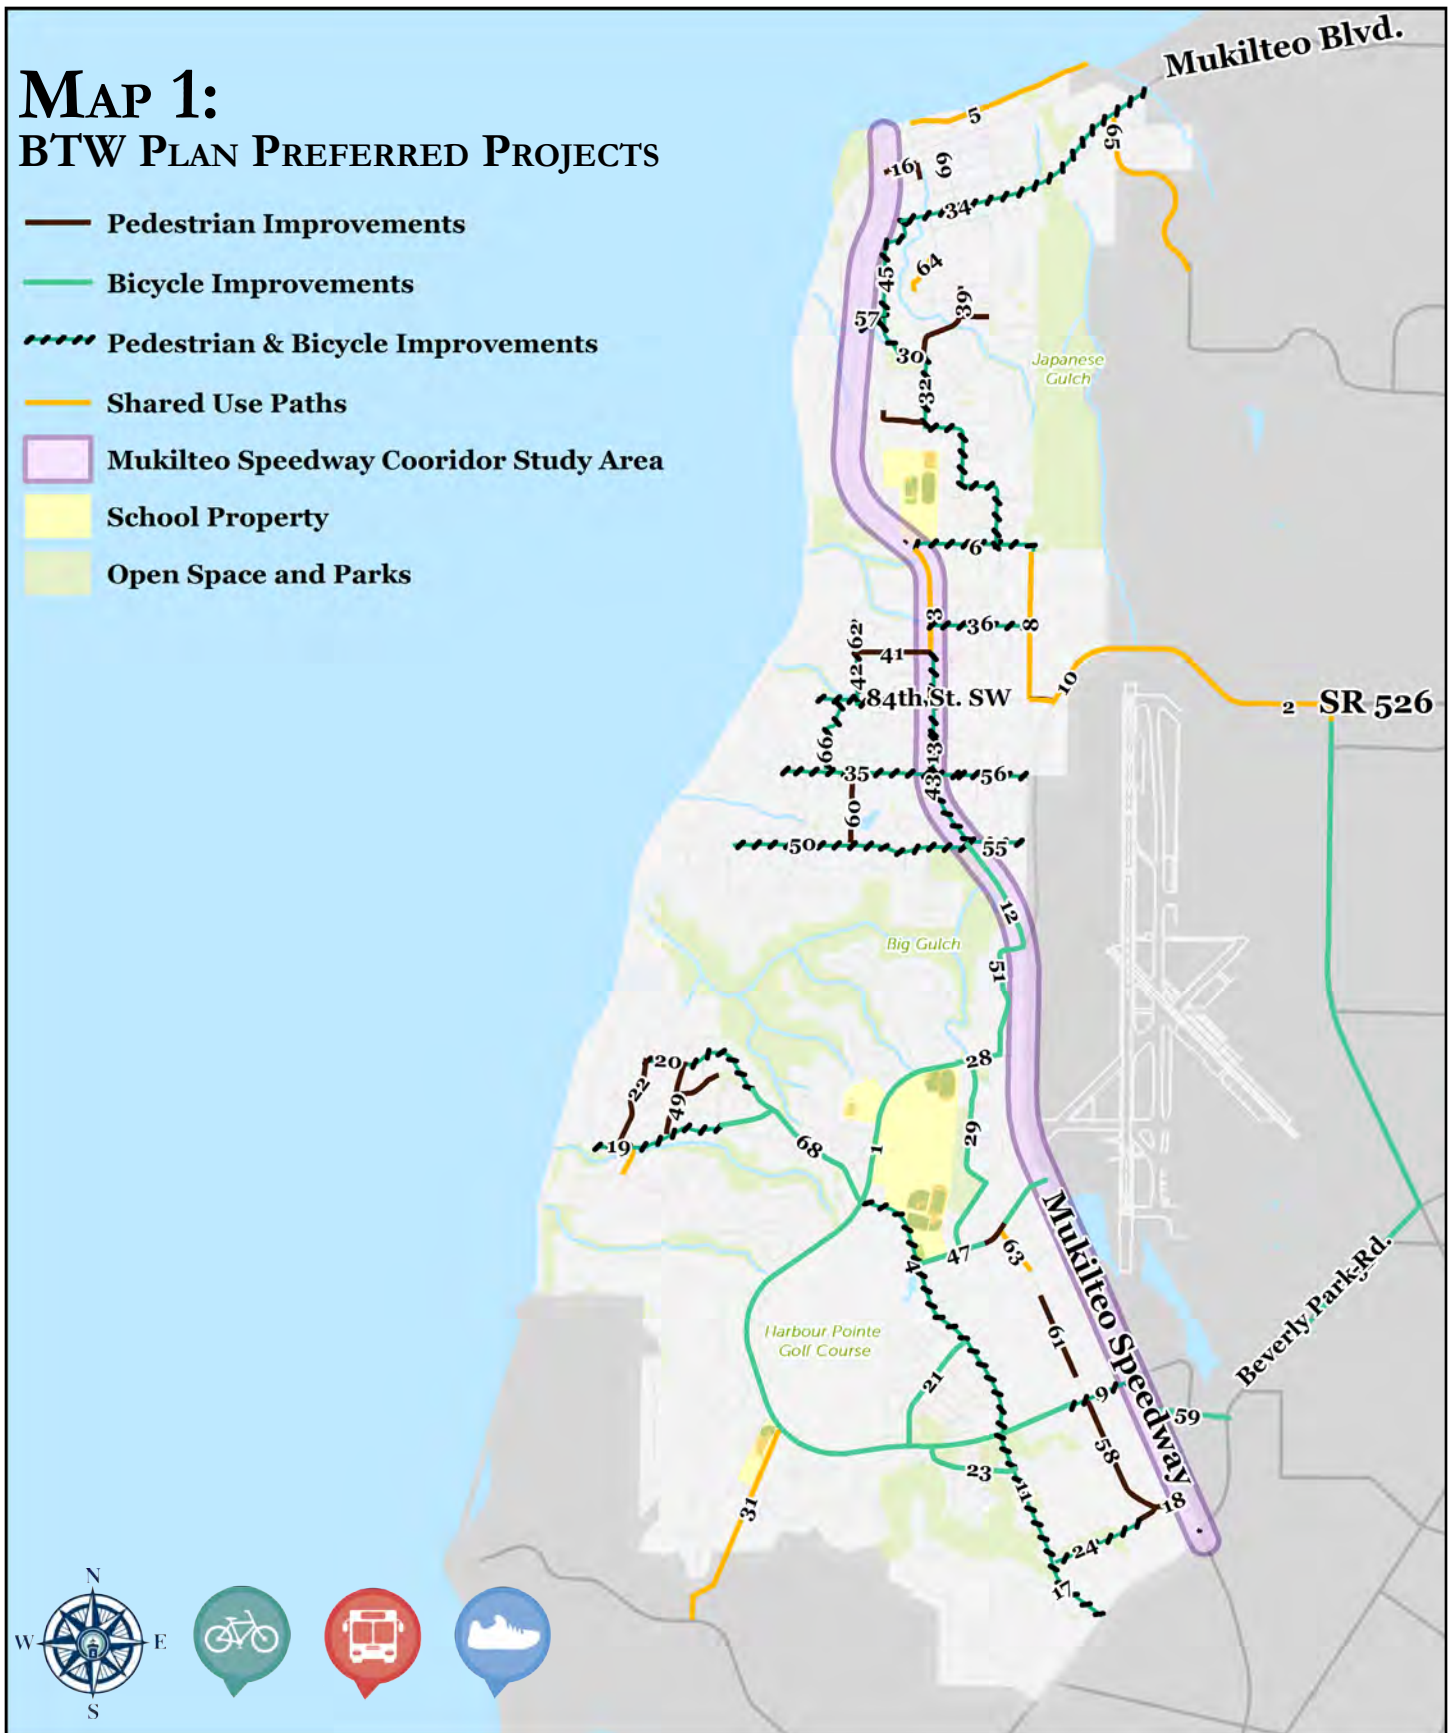 MAP 1:
BTW PLAN PREFERRED PROJECTS
Pedestrian Improvements
Bicycle Improvements
Pedestrian & Bicycle Improvements
Shared Use Paths
Mukilteo Speedway Cooridor Study Area
School Property
Open Space and Parks
Mukilteo Blvd.
5
65
16
69
34
45
64
57
39
30
Japanese
Gulch
32
6
3
36
8
62
41
42
10
84th St. SW
2
SR 526
66
13
35
56
43
60
50
55
12
Big Gulch
51
20
28
22
49
29
19
68
1
47
63
4
Mukilteo Speedway
Beverly Park Rd.
Harbour Pointe
Golf Course
61
21
9
59
58
23
11
18
31
24
17
N
W
E
S